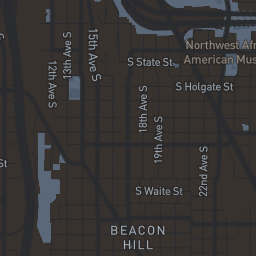 Northwest Afri
American Mus
15th Ave S
13th Ave S
12th Ave S
S State St
S Holgate St
18th Ave S
19th Ave S
22nd Ave S
St
S Waite St
BEACON
HILL